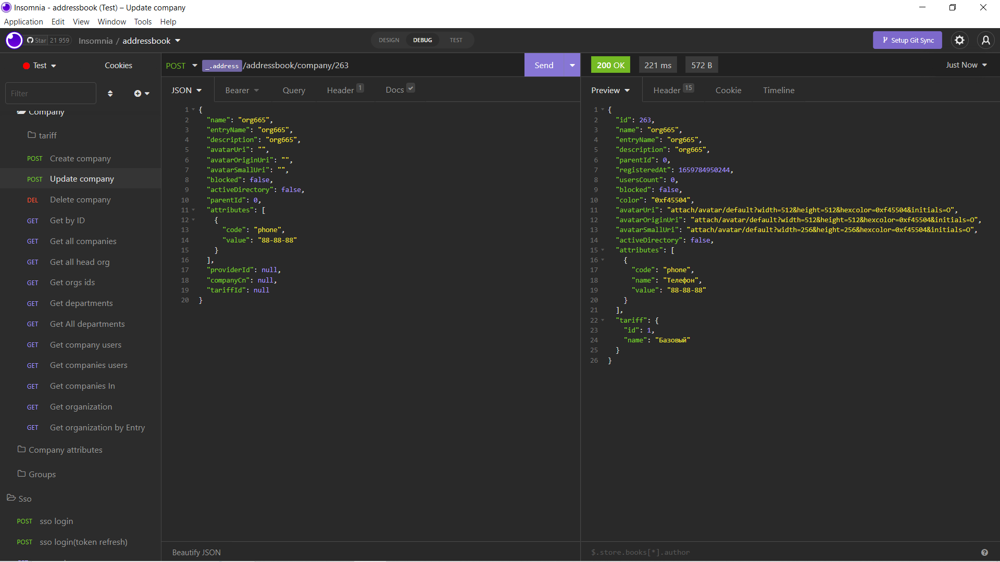 Insomnia - addressbook (Test) – Update company
Application Edit View Window Tools Help
Star 21 959 Insomnia / addressbook
DESIGN DEBUG TEST
Setup Git Sync
Test Cookies
Filter
Company
tariff
POST Create company
POST Update company
DEL Delete company
GET Get by ID
GET Get all companies
GET Get all head org
GET Get orgs ids
GET Get departments
GET Get All departments
GET Get company users
GET Get companies users
GET Get companies In
GET Get organization
GET Get organization by Entry
Company attributes
Groups
Sso
POST sso login
POST sso login(token refresh)
POST _.address /addressbook/company/263 Send
JSON Bearer Query Header 1 Docs
1 {
2 "name": "org665",
3 "entryName": "org665",
4 "description": "org665",
5 "avatarUri": "",
6 "avatarOriginUri": "",
7 "avatarSmallUri": "",
8 "blocked": false,
9 "activeDirectory": false,
10 "parentId": 0,
11 "attributes": [
12 {
13 "code": "phone",
14 "value": "88-88-88"
15 }
16 ],
17 "providerId": null,
18 "companyCn": null,
19 "tariffId": null
20 }
Beautify JSON
200 OK 221 ms 572 B Just Now
Preview Header 15 Cookie Timeline
1 {
2 "id": 263,
3 "name": "org665",
4 "entryName": "org665",
5 "description": "org665",
6 "parentId": 0,
7 "registeredAt": 1659784950244,
8 "usersCount": 0,
9 "blocked": false,
10 "color": "0xf45504",
11 "avatarUri": "attach/avatar/default?width=512&height=512&hexcolor=0xf45504&initials=O",
12 "avatarOriginUri": "attach/avatar/default?width=512&height=512&hexcolor=0xf45504&initials=O",
13 "avatarSmallUri": "attach/avatar/default?width=256&height=256&hexcolor=0xf45504&initials=O",
14 "activeDirectory": false,
15 "attributes": [
16 {
17 "code": "phone",
18 "name": "Телефон",
19 "value": "88-88-88"
20 }
21 ],
22 "tariff": {
23 "id": 1,
24 "name": "Базовый"
25 }
26 }
$.store.books[*].author